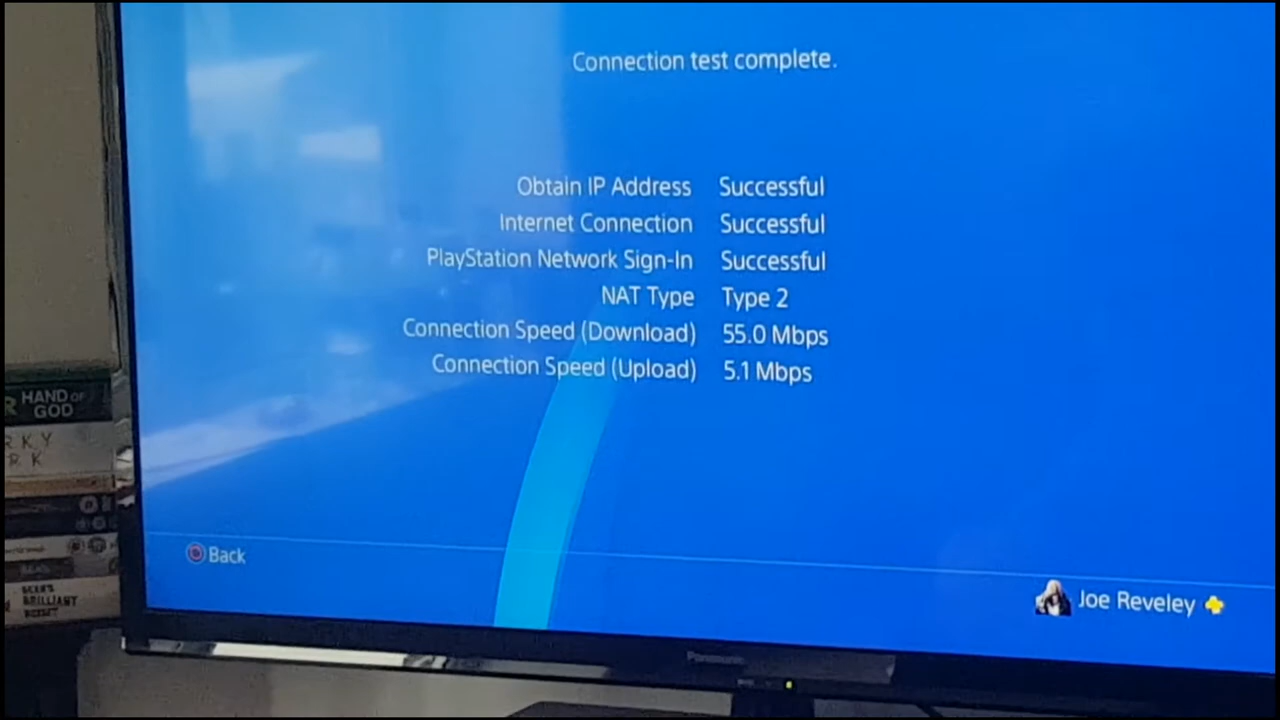 Connection test complete.
Obtain IP Address Successful
Internet Connection Successful
PlayStation Network Sign-In Successful
NAT Type Type 2
Connection Speed (Download) 55.0 Mbps
Connection Speed (Upload) 5.1 Mbps
HAND OF
GOD
R K Y
R K
Back
BRILLIANT
Joe Reveley
Panasonic